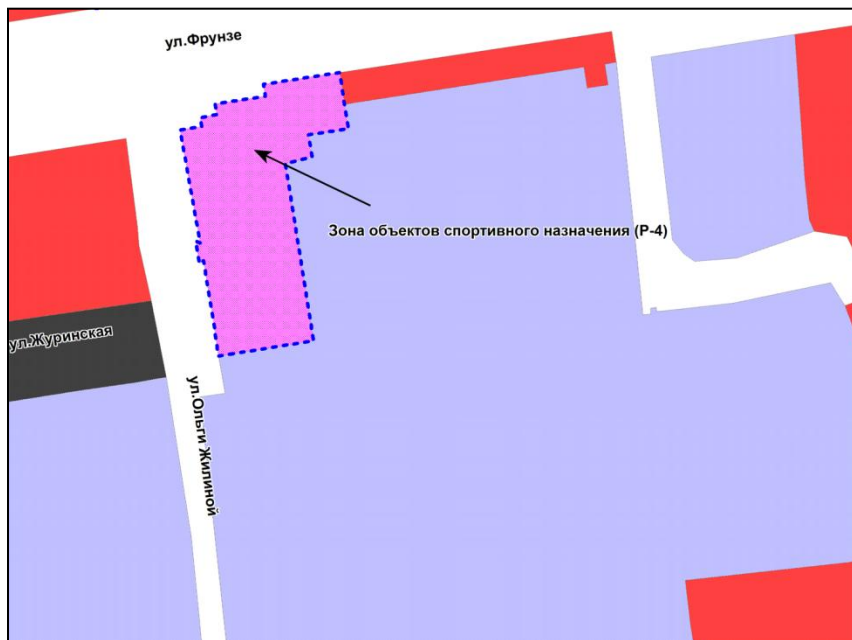 ул.Фрунзе
Зона объектов спортивного назначения (Р-4)
ул.Журинская
ул.Ольги Жилиной